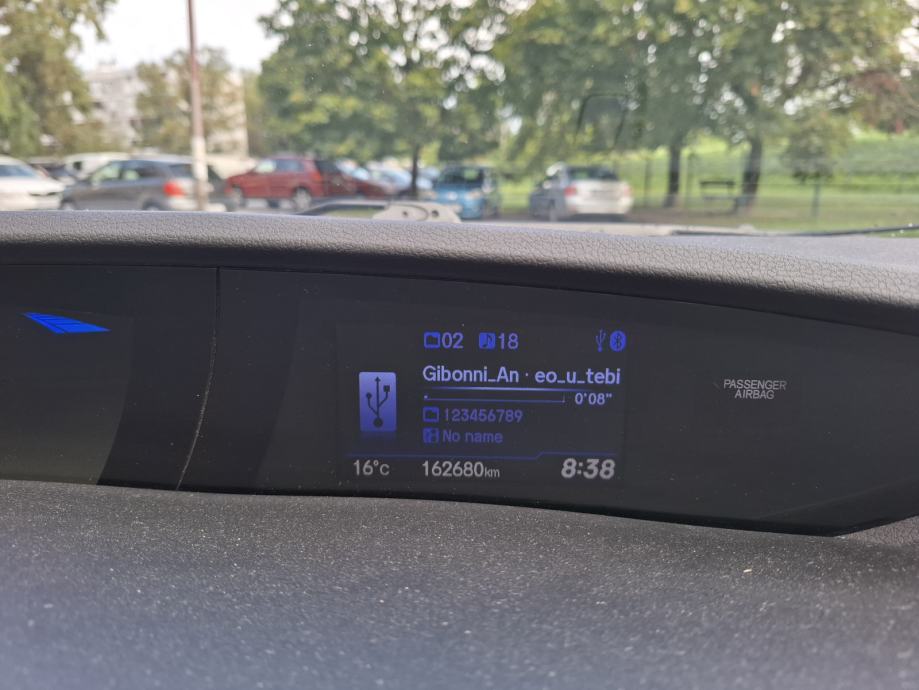 02 18
Gibonni_An · eo_u_tebi
0'08"
123456789
No name
16°c 162680km 8:38
PASSENGER
AIRBAG